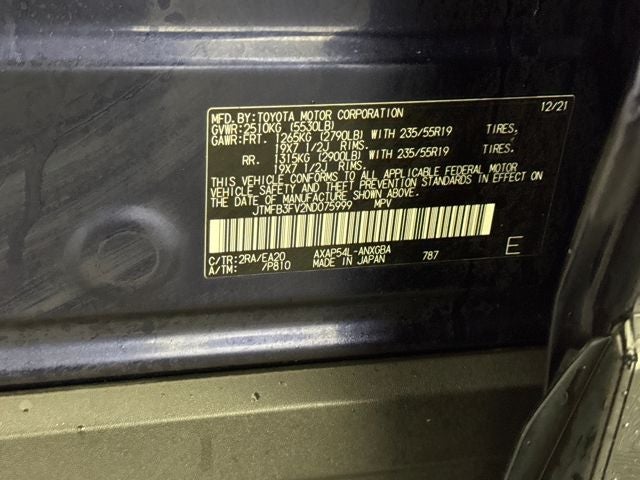 MFD. BY: TOYOTA MOTOR CORPORATION 12/21
GVWR: 2510KG (5530LB)
GAWR: FRT. 1265KG (2790LB) WITH 235/55R19 TIRES,
19X7 1/2J RIMS.
RR. 1315KG (2900LB) WITH 235/55R19 TIRES,
19X7 1/2J RIMS.
THIS VEHICLE CONFORMS TO ALL APPLICABLE FEDERAL MOTOR
VEHICLE SAFETY AND THEFT PREVENTION STANDARDS IN EFFECT ON
THE DATE OF MANUFACTURE SHOWN ABOVE.
JTMFB3FV2ND075999 MPV
C/TR: 2RA/EA20 AXAP54L-ANXGBA 787 E
A/TM: /P810 MADE IN JAPAN